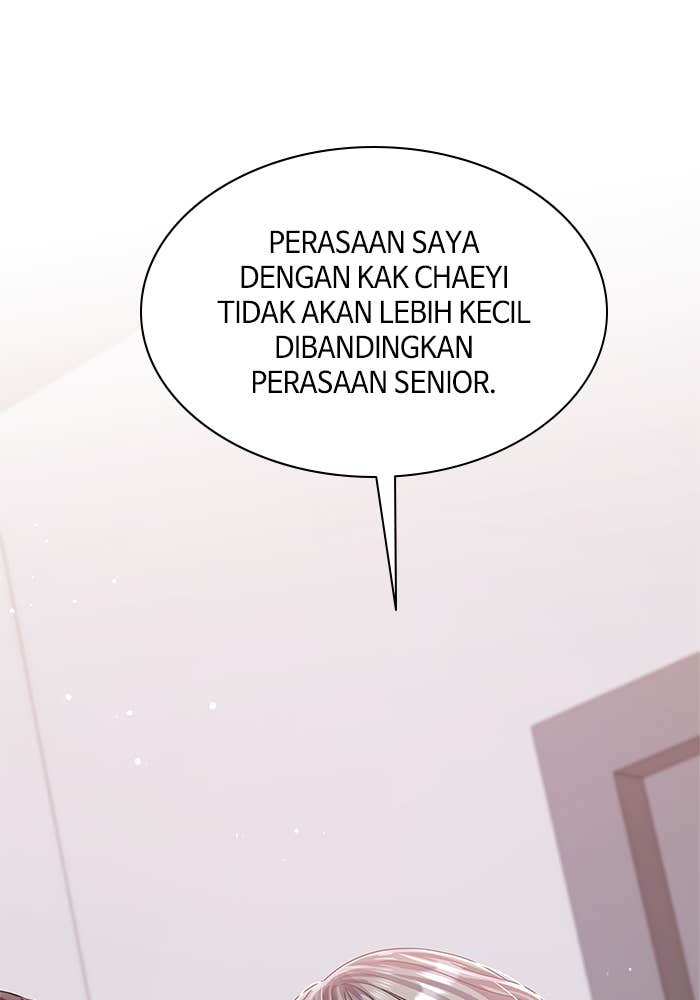 PERASAAN SAYA
DENGAN KAK CHAEYI
TIDAK AKAN LEBIH KECIL
DIBANDINGKAN
PERASAAN SENIOR.